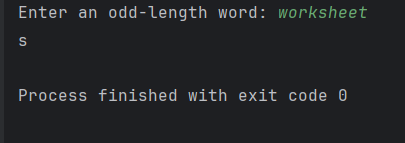 Enter an odd-length word: worksheet
s
Process finished with exit code 0